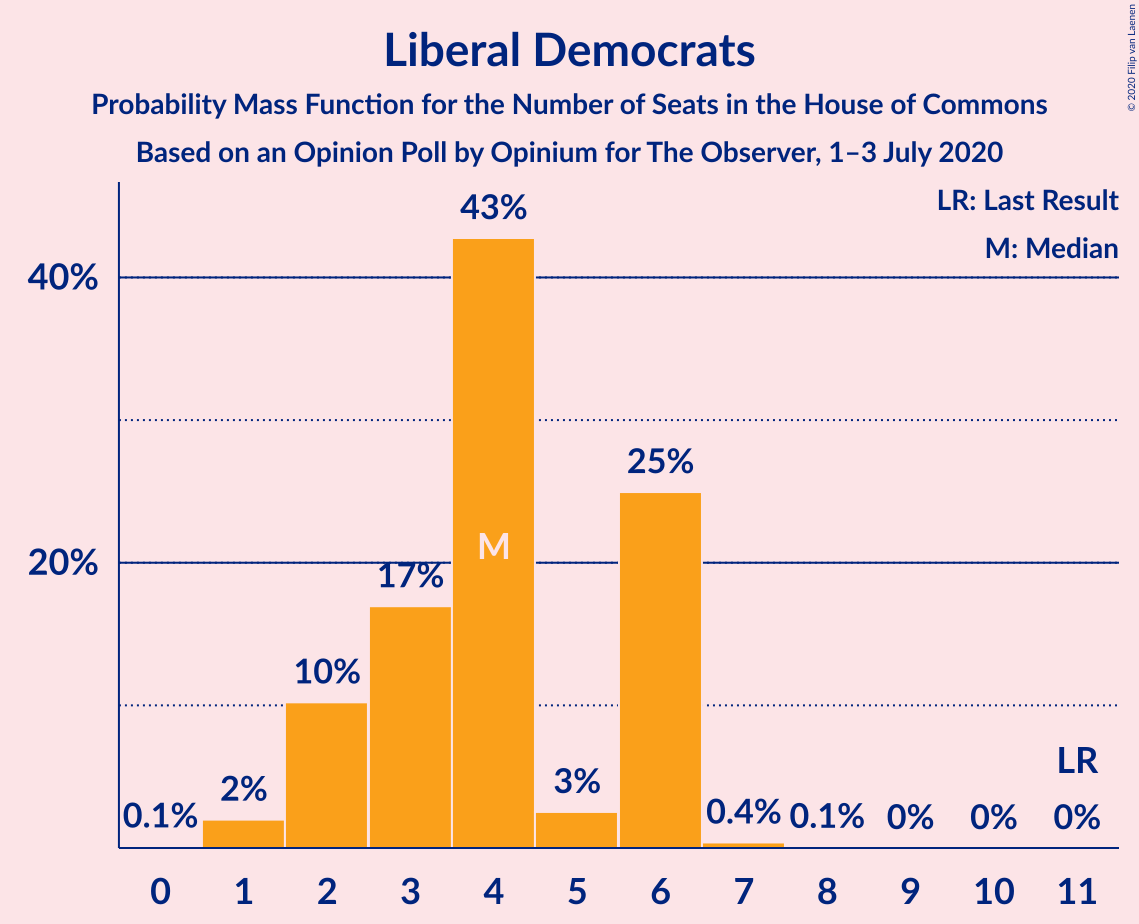 Liberal Democrats
Probability Mass Function for the Number of Seats in the House of Commons
Based on an Opinion Poll by Opinium for The Observer, 1–3 July 2020
© 2020 Filip van Laenen
LR: Last Result
M: Median
43%
40%
25%
M
20%
17%
10%
LR
3%
2%
0.1%
0.4%
0.1%
0%
0%
0%
0 1 2 3 4 5 6 7 8 9 10 11